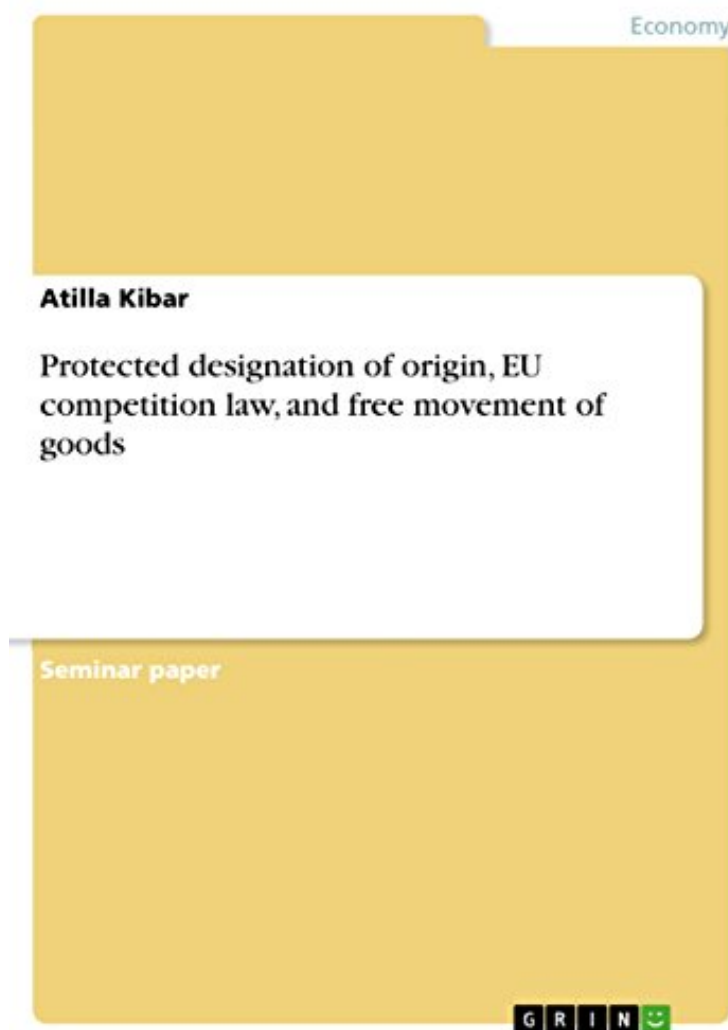 Economy
Atilla Kibar
Protected designation of origin, EU
competition law, and free movement of
goods
Seminar paper
GRIN